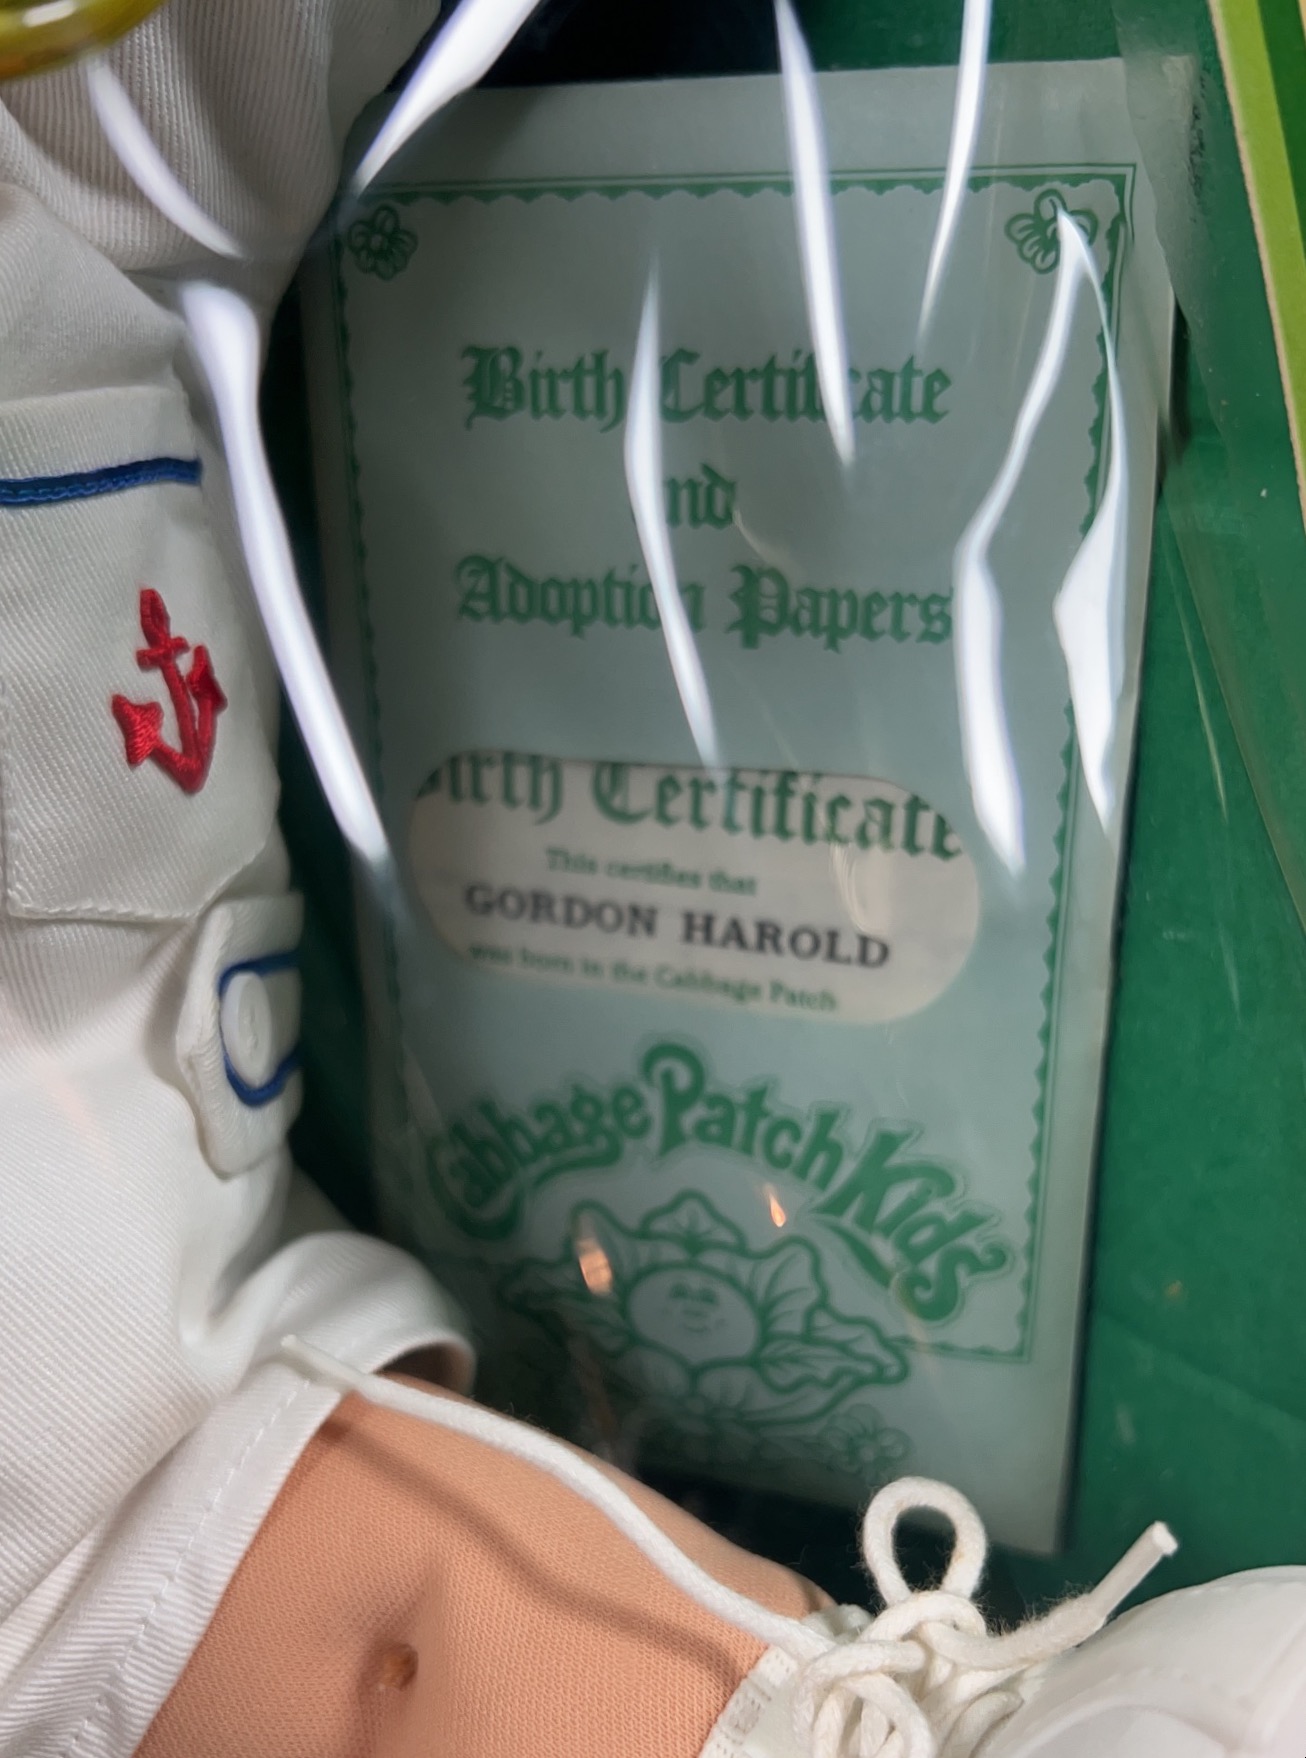 Birth Certificate
and
Adoption Papers
Birth Certificate
This certifies that
GORDON HAROLD
was born in the Cabbage Patch
Cabbage Patch Kids